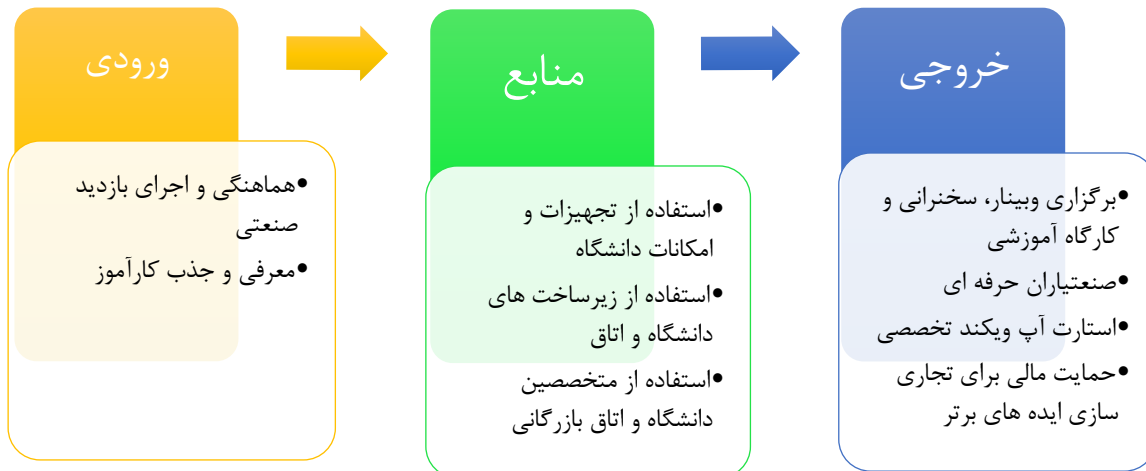 ورودی
هماهنگی و اجرای بازدید
صنعتی
معرفی و جذب کارآموز
منابع
استفاده از تجهیزات و
امکانات دانشگاه
استفاده از زیرساخت های
دانشگاه و اتاق
استفاده از متخصصین
دانشگاه و اتاق بازرگانی
خروجی
برگزاری وبینار، سخنرانی و
کارگاه آموزشی
صنعتیاران حرفه ای
استارت آپ ویکند تخصصی
حمایت مالی برای تجاری
سازی ایده های برتر